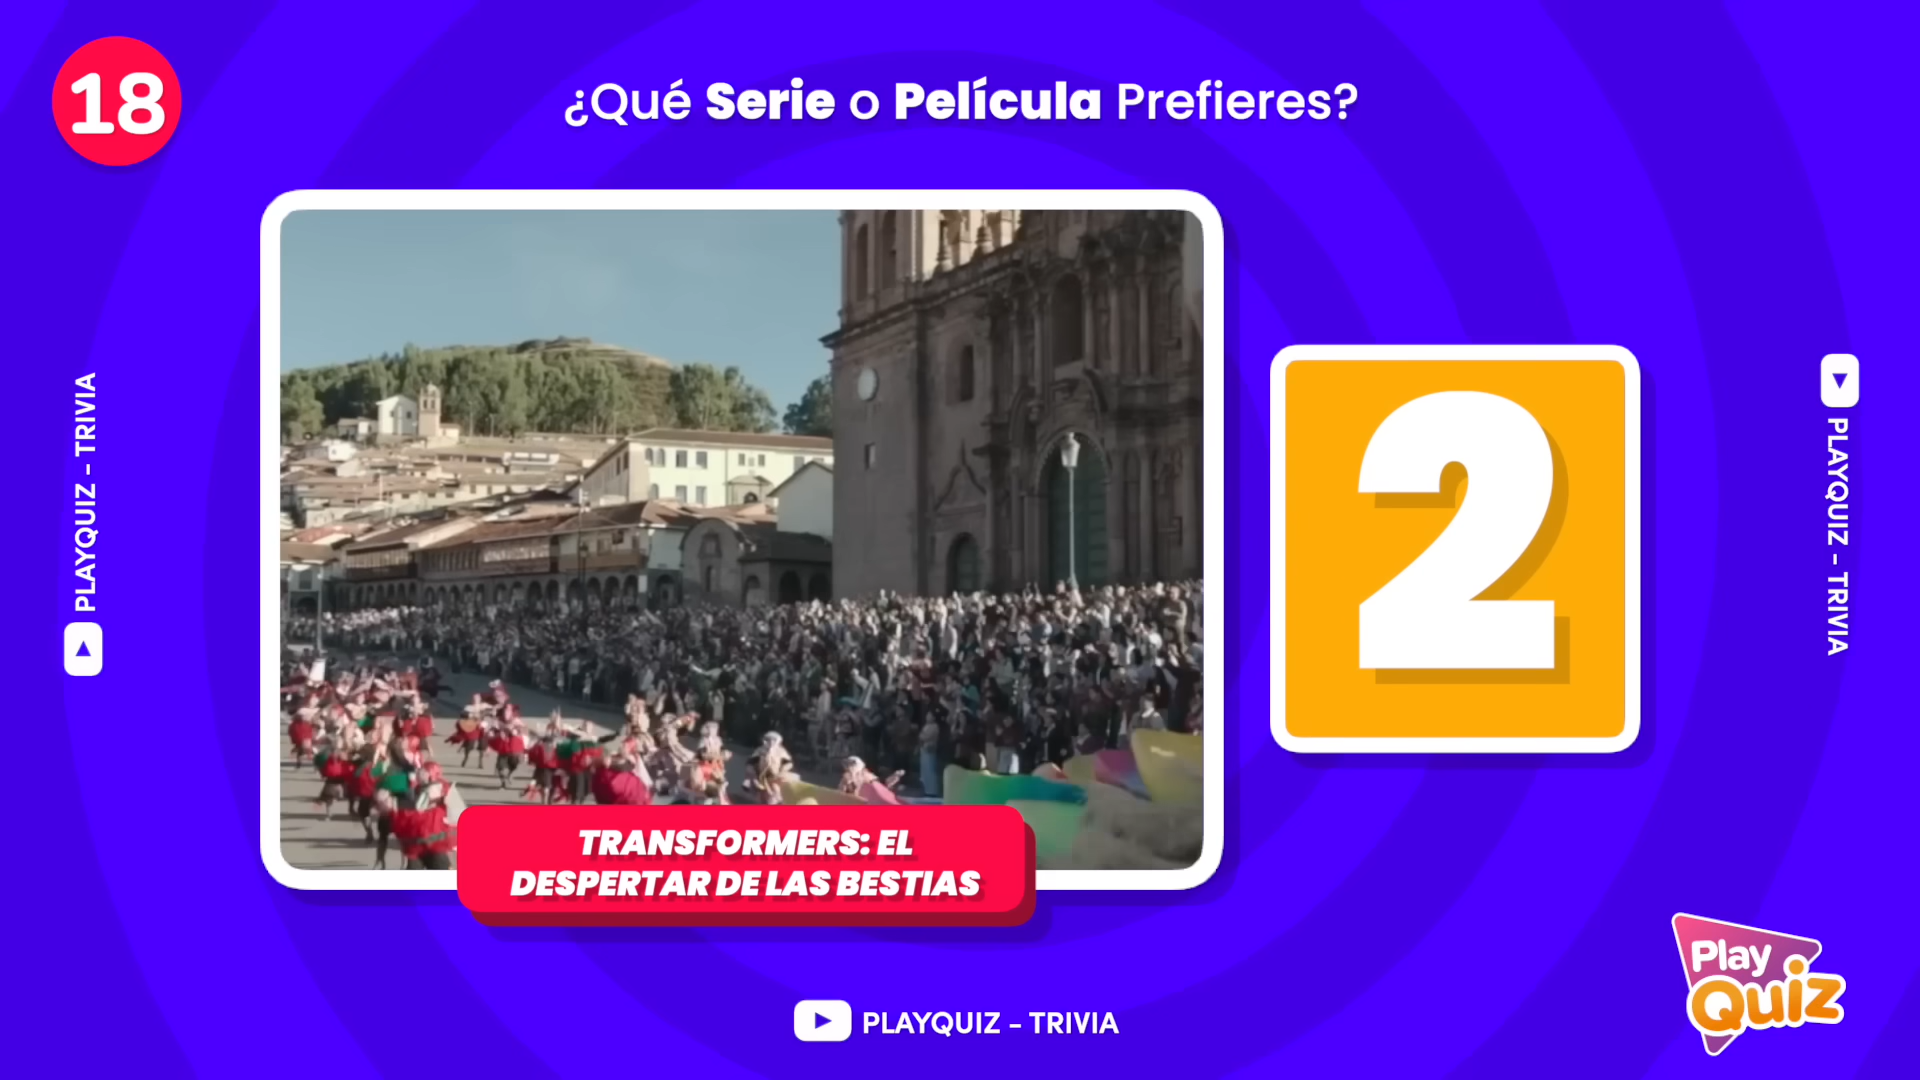 18
¿Qué Serie o Película Prefieres?
PLAYQUIZ - TRIVIA
2
PLAYQUIZ - TRIVIA
TRANSFORMERS: EL
DESPERTAR DE LAS BESTIAS
Play
Quiz
PLAYQUIZ - TRIVIA